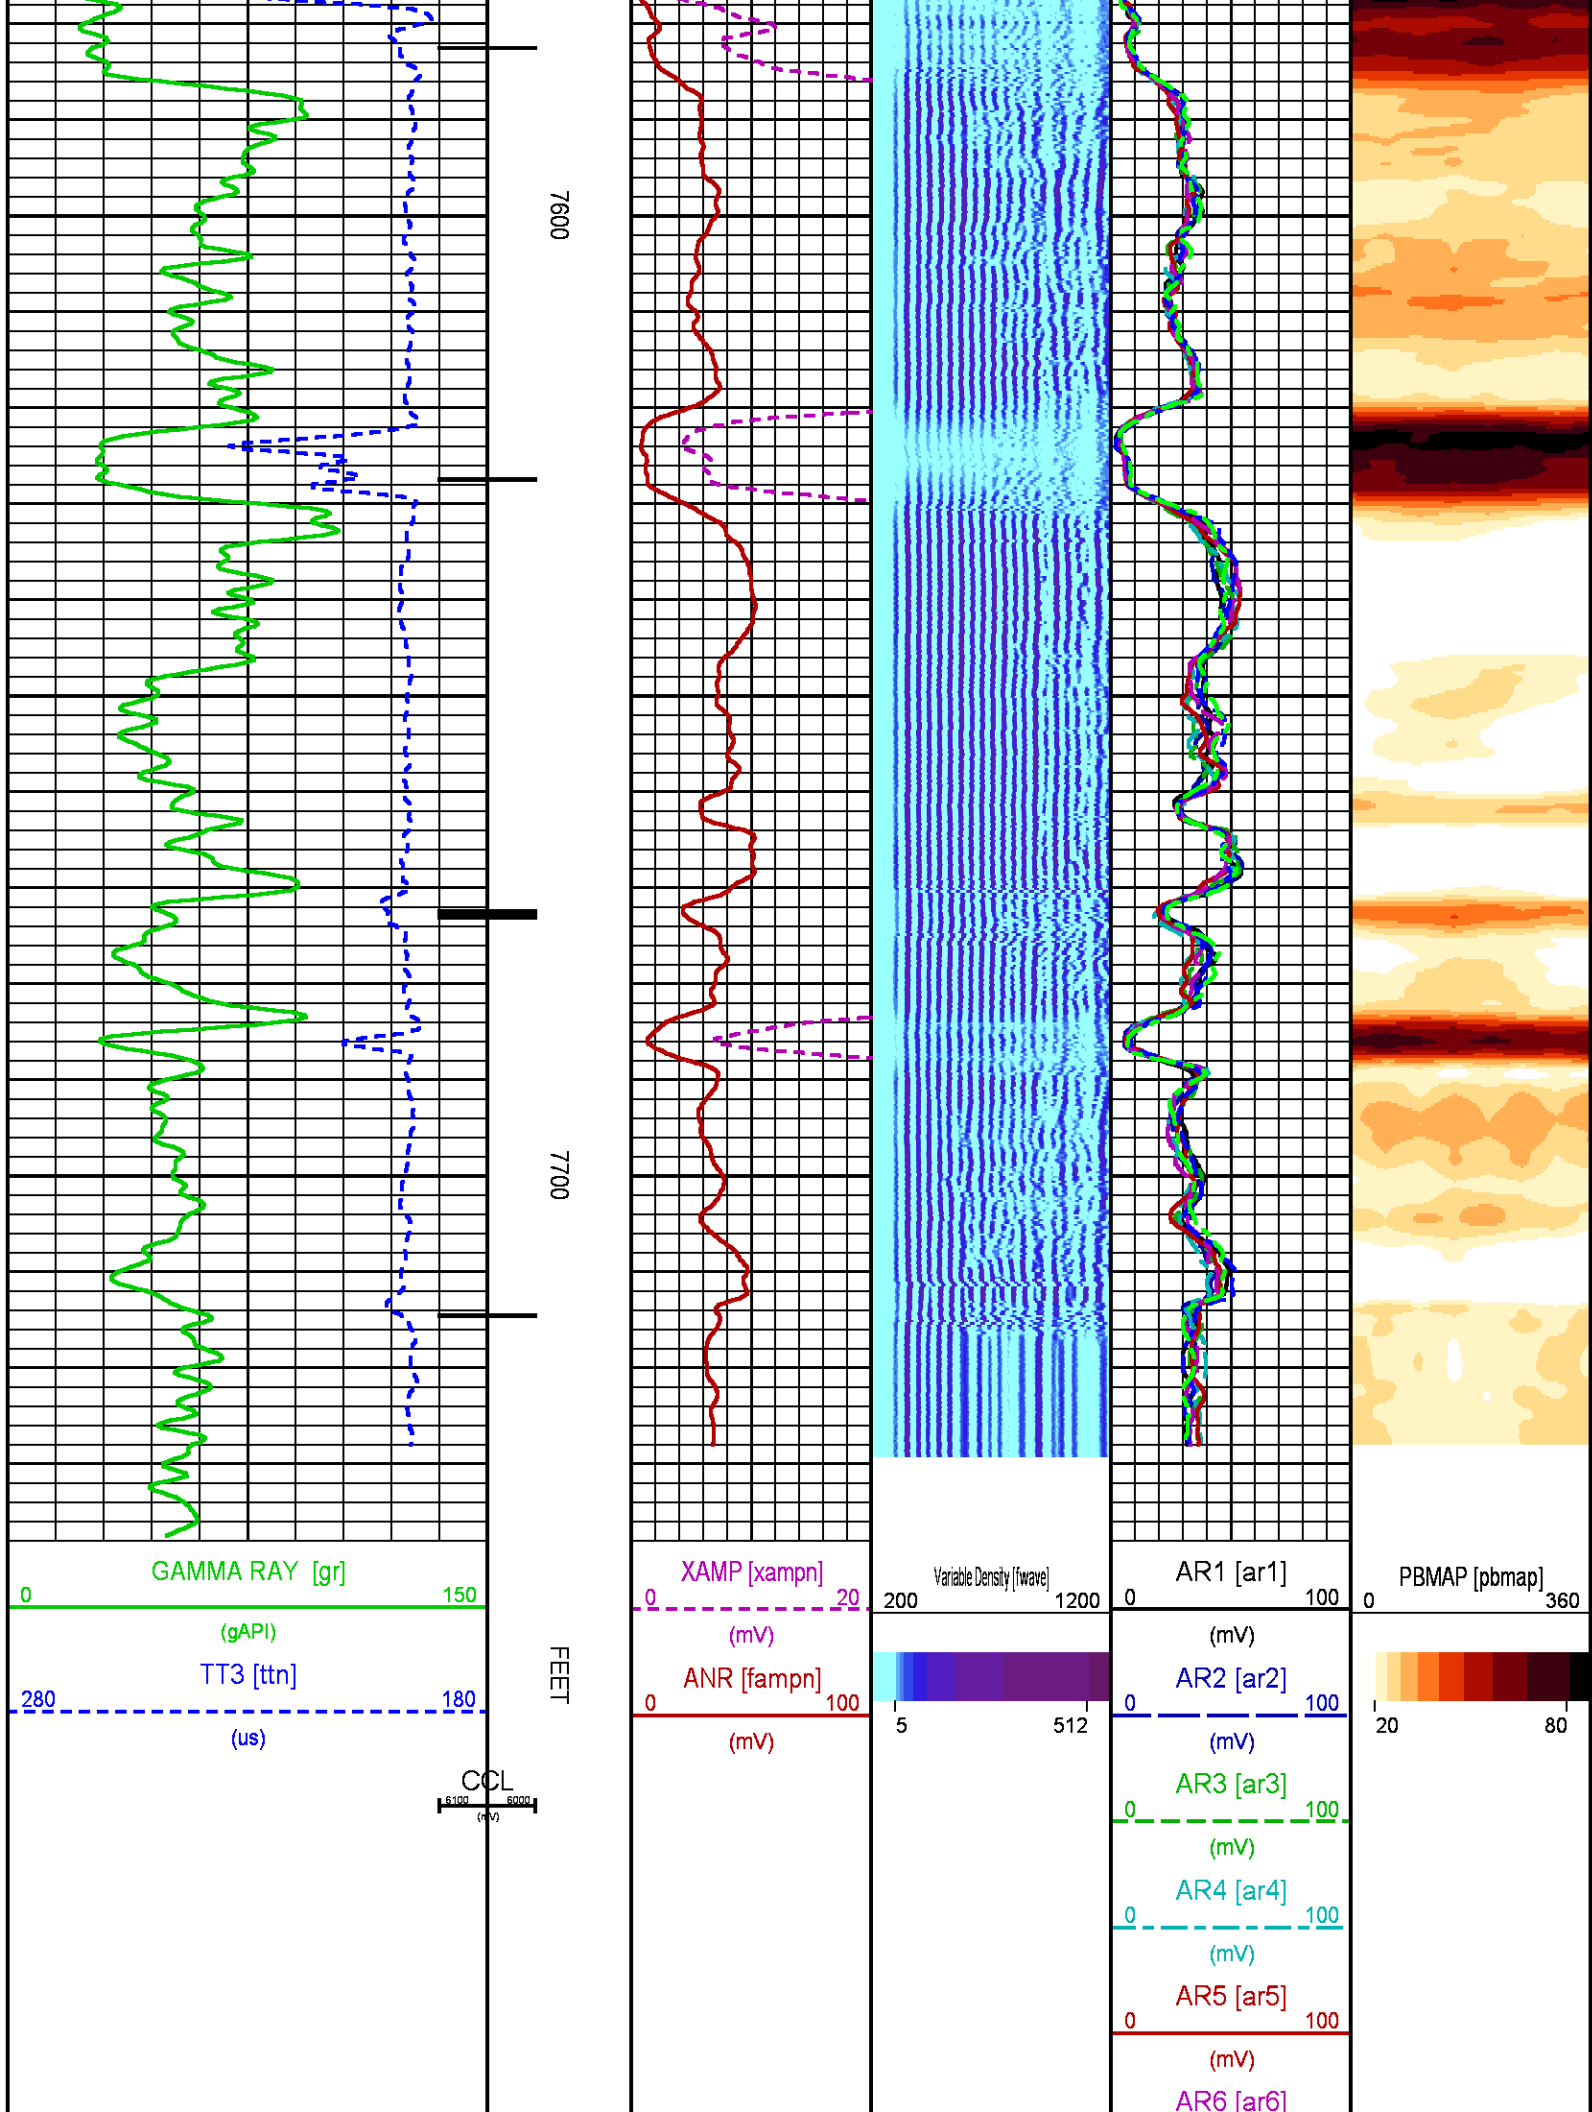 7600
7700
FEET
GAMMA RAY [gr]
0 150
(gAPI)
TT3 [ttn]
280 180
(us)
CCL
6100 6000
(mV)
XAMP [xampn]
0 20
(mV)
ANR [fampn]
0 100
(mV)
Variable Density [fwave]
200 1200
5 512
AR1 [ar1]
0 100
(mV)
AR2 [ar2]
0 100
(mV)
AR3 [ar3]
0 100
(mV)
AR4 [ar4]
0 100
(mV)
AR5 [ar5]
0 100
(mV)
AR6 [ar6]
PBMAP [pbmap]
0 360
20 80